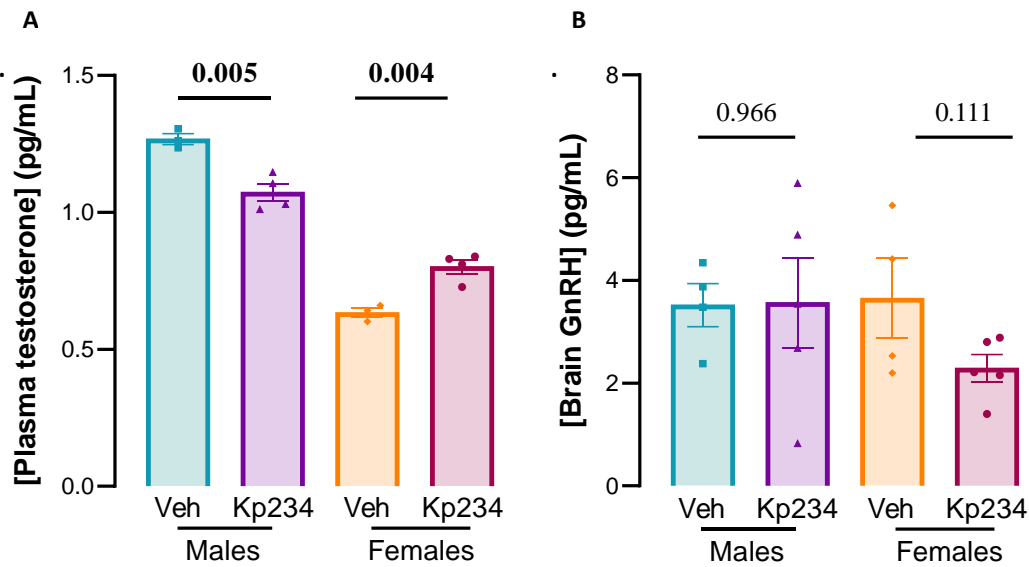 A
[Plasma testosterone] (pg/mL)
1.5
1.0
0.5
0.0
0.005
0.004
Veh Kp234 Veh Kp234
Males Females
B
[Brain GnRH] (pg/mL)
8
6
4
2
0
0.966
0.111
Veh Kp234 Veh Kp234
Males Females